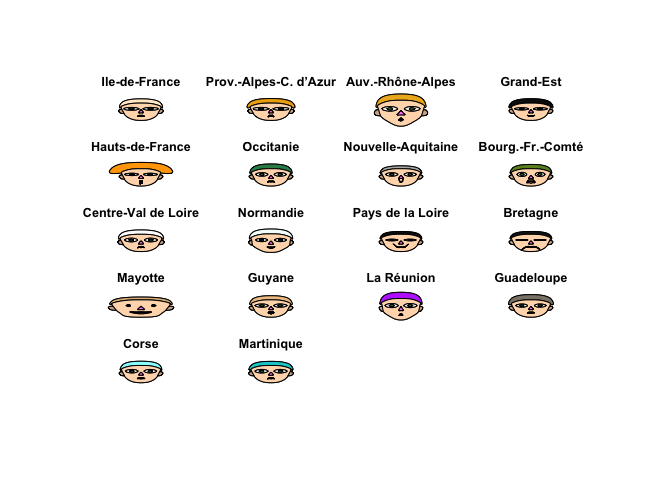 Ile-de-France Prov.-Alpes-C. d’Azur Auv.-Rhône-Alpes Grand-Est
Hauts-de-France Occitanie Nouvelle-Aquitaine Bourg.-Fr.-Comté
Centre-Val de Loire Normandie Pays de la Loire Bretagne
Mayotte Guyane La Réunion Guadeloupe
Corse Martinique